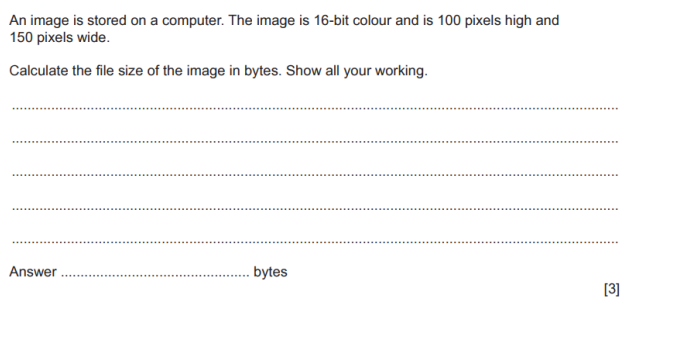 An image is stored on a computer. The image is 16-bit colour and is 100 pixels high and
150 pixels wide.
Calculate the file size of the image in bytes. Show all your working.
Answer ................................................ bytes
[3]